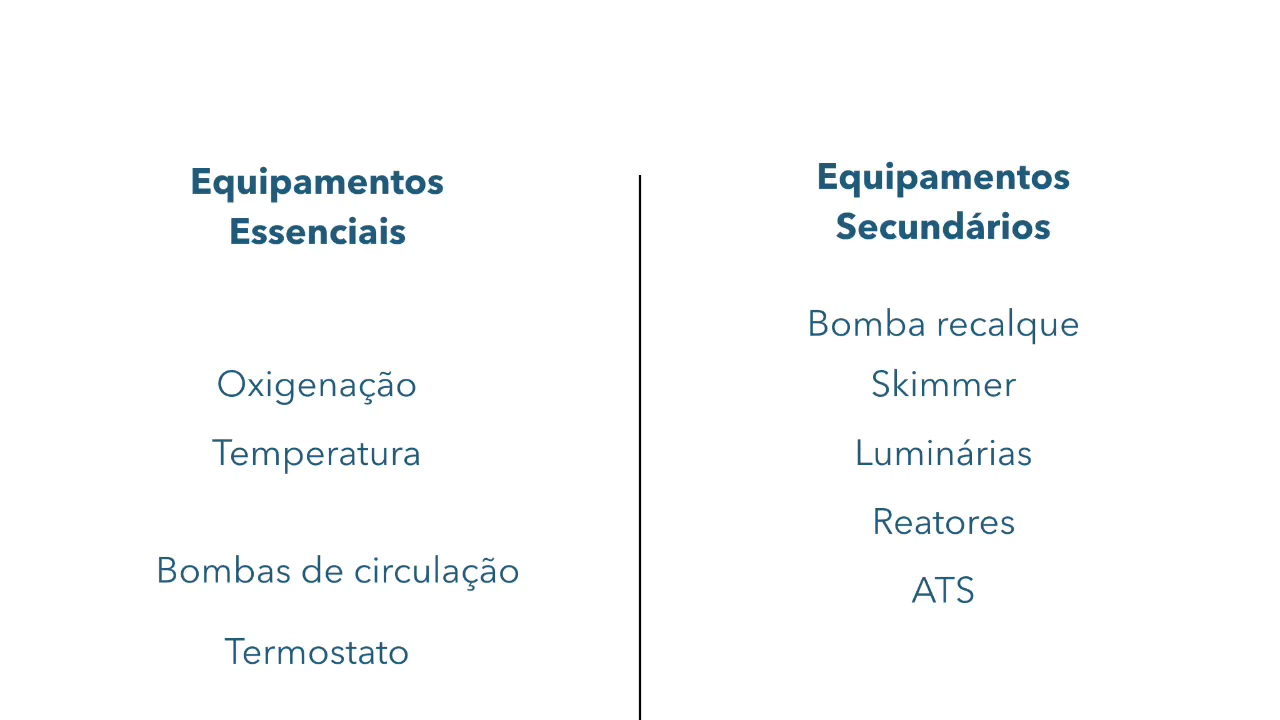 Equipamentos
Essenciais
Oxigenação
Temperatura
Bombas de circulação
Termostato
Equipamentos
Secundários
Bomba recalque
Skimmer
Luminárias
Reatores
ATS